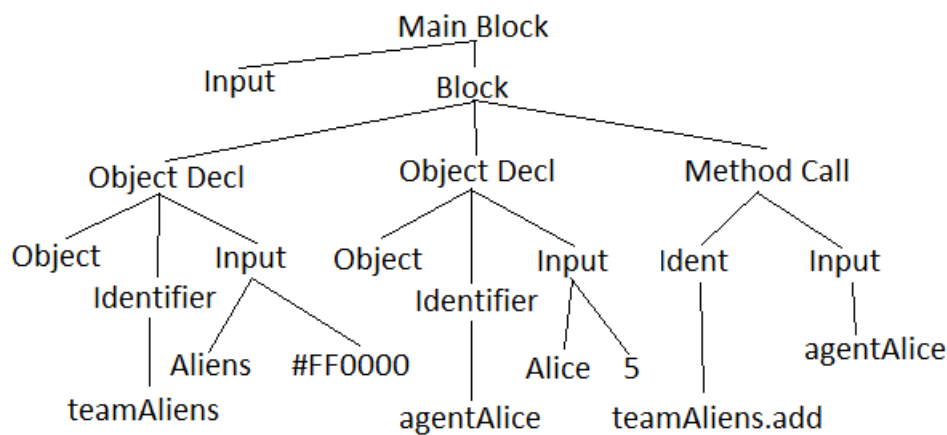 Main Block
Input
Block
Object Decl
Object Decl
Method Call
Object
Input
Object
Input
Ident
Input
Identifier
Identifier
Aliens
#FF0000
Alice
5
agentAlice
teamAliens
agentAlice
teamAliens.add